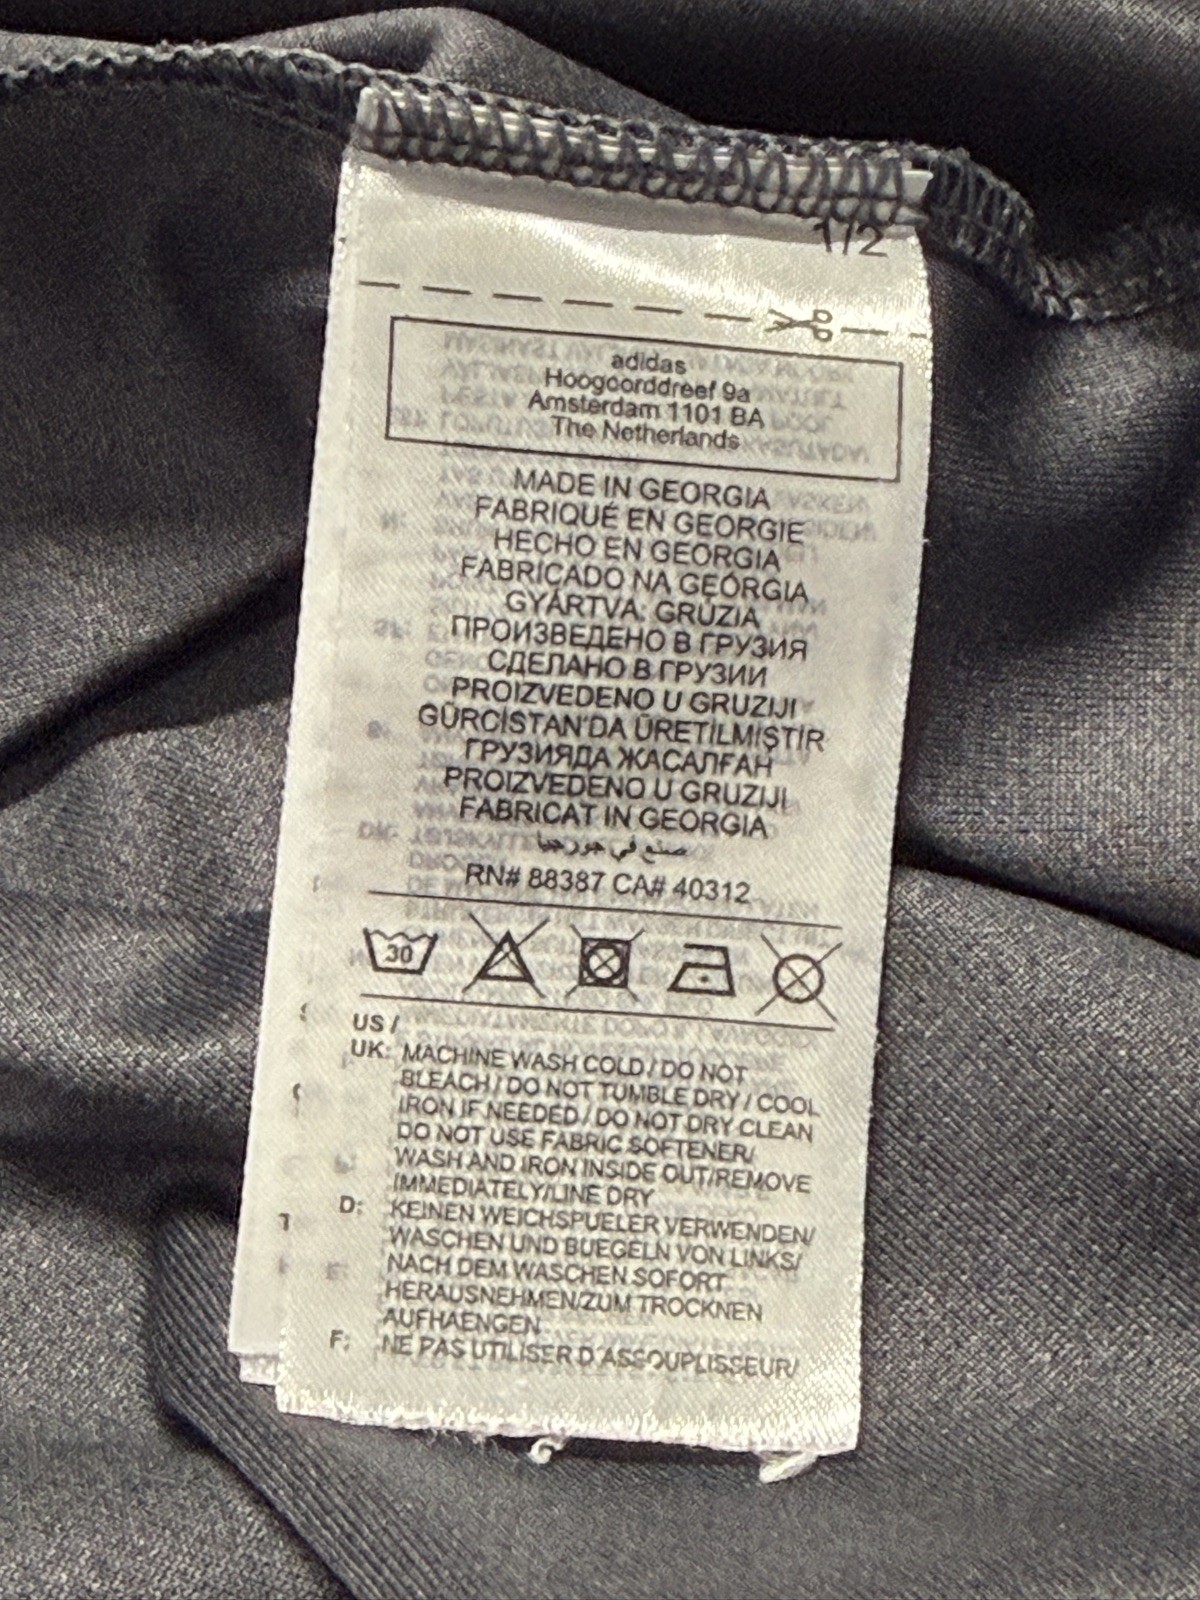 1/2
adidas
Hoogoorddreef 9a
Amsterdam 1101 BA
The Netherlands
MADE IN GEORGIA
FABRIQUÉ EN GEORGIE
HECHO EN GEORGIA
FABRICADO NA GEÓRGIA
GYÁRTVA: GRÚZIA
ПРОИЗВЕДЕНО В ГРУЗИЯ
СДЕЛАНО В ГРУЗИИ
PROIZVEDENO U GRUZIJI
GÜRCİSTAN'DA ÜRETİLMİŞTİR
ГРУЗИЯДА ЖАСАЛҒАН
PROIZVEDENO U GRUZIJI
FABRICAT IN GEORGIA
صنع في جورجيا
RN# 88387 CA# 40312
30
US /
UK: MACHINE WASH COLD / DO NOT
BLEACH / DO NOT TUMBLE DRY / COOL
IRON IF NEEDED / DO NOT DRY CLEAN
DO NOT USE FABRIC SOFTENER/
WASH AND IRON INSIDE OUT/REMOVE
IMMEDIATELY/LINE DRY
D: KEINEN WEICHSPUELER VERWENDEN/
WASCHEN UND BUEGELN VON LINKS/
NACH DEM WASCHEN SOFORT
HERAUSNEHMEN/ZUM TROCKNEN
AUFHAENGEN
F: NE PAS UTILISER D'ASSOUPLISSEUR/